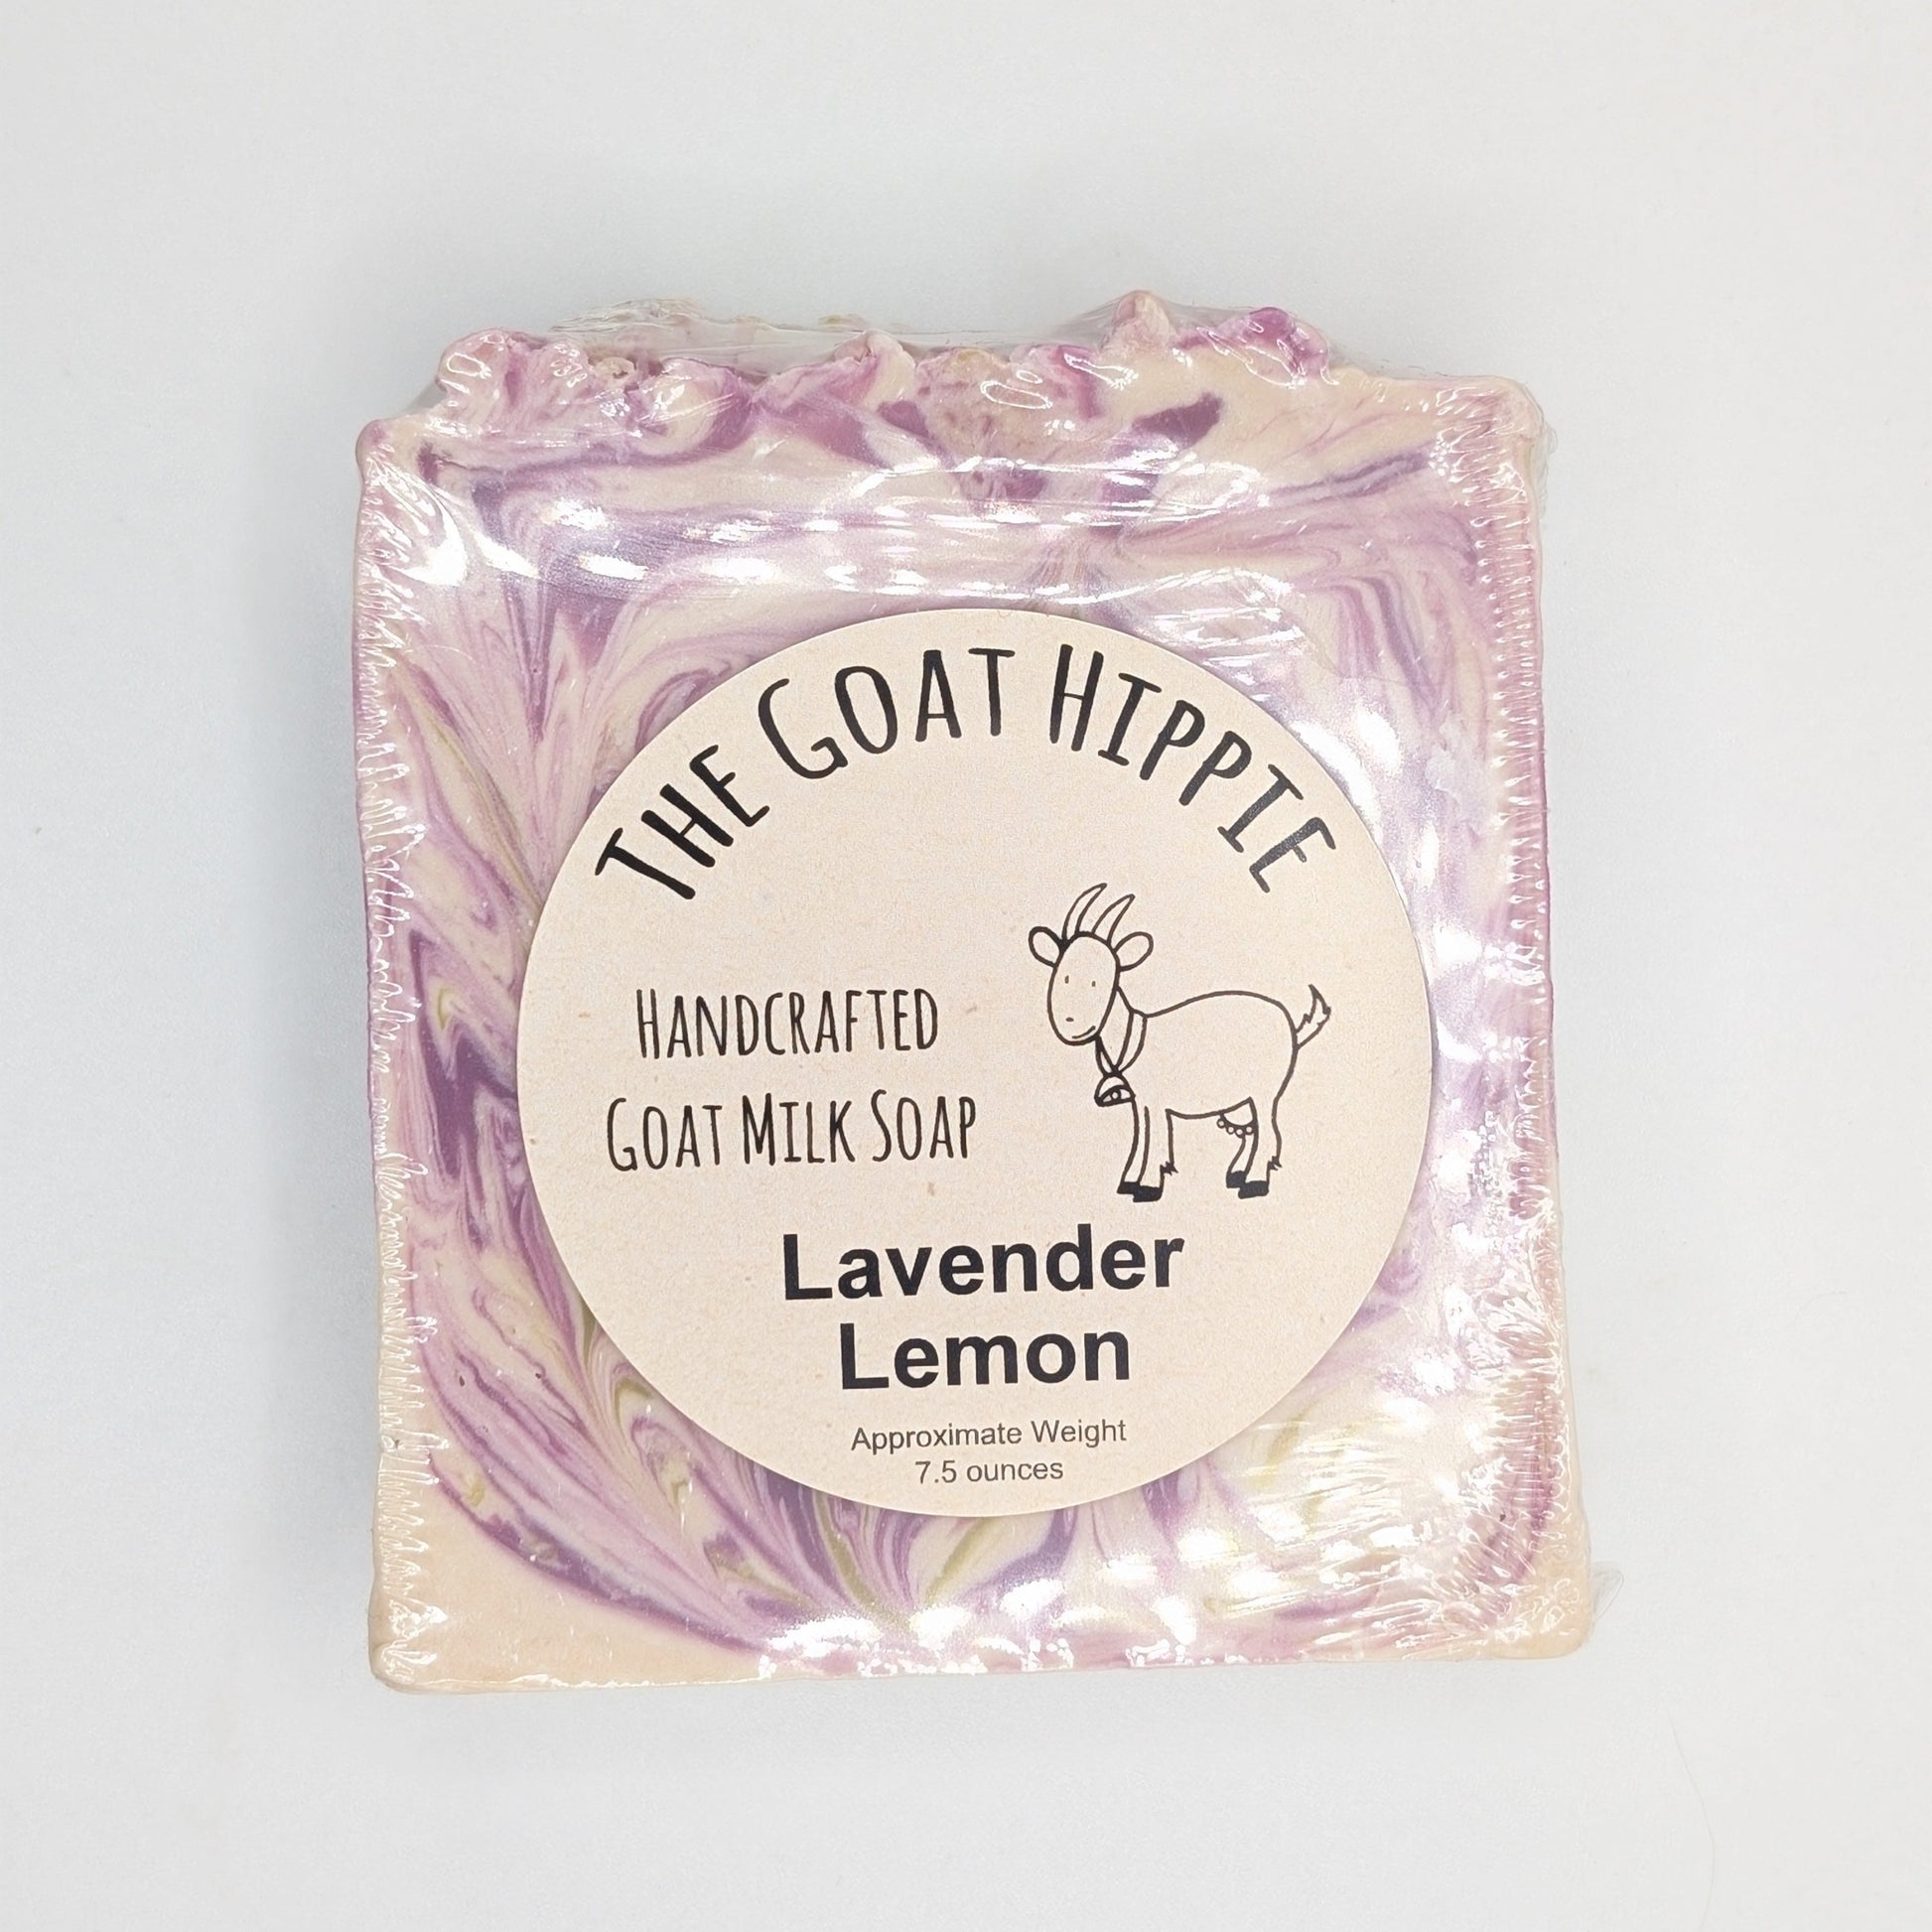 THE GOAT HIPPIE
HANDCRAFTED
GOAT MILK SOAP
Lavender
Lemon
Approximate Weight
7.5 ounces